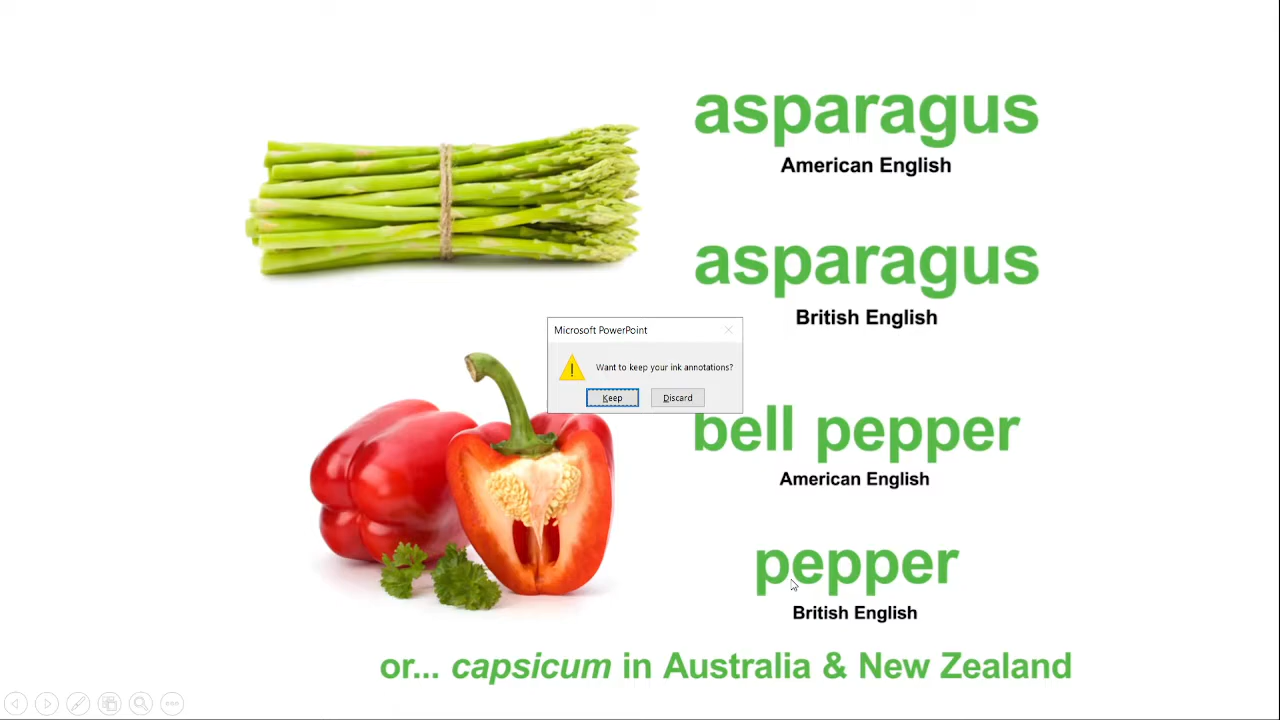 asparagus
American English
asparagus
British English
Microsoft PowerPoint
Want to keep your ink annotations?
Keep
Discard
bell pepper
American English
pepper
British English
or... capsicum in Australia & New Zealand